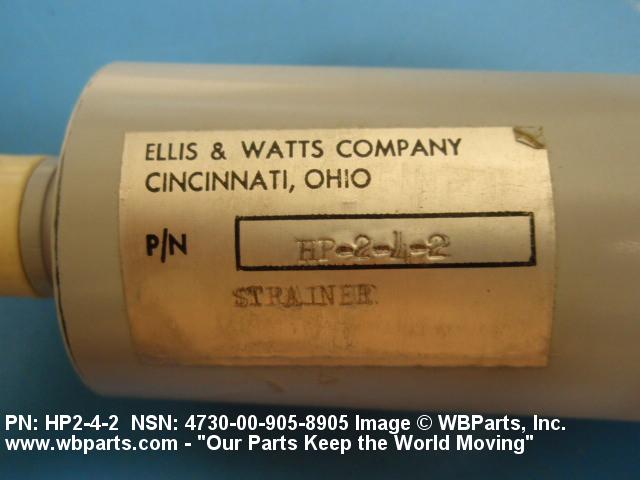 ELLIS & WATTS COMPANY
CINCINNATI, OHIO
P/N HP-2-4-2
STRAINER
PN: HP2-4-2 NSN: 4730-00-905-8905 Image © WBParts, Inc.
www.wbparts.com - "Our Parts Keep the World Moving"